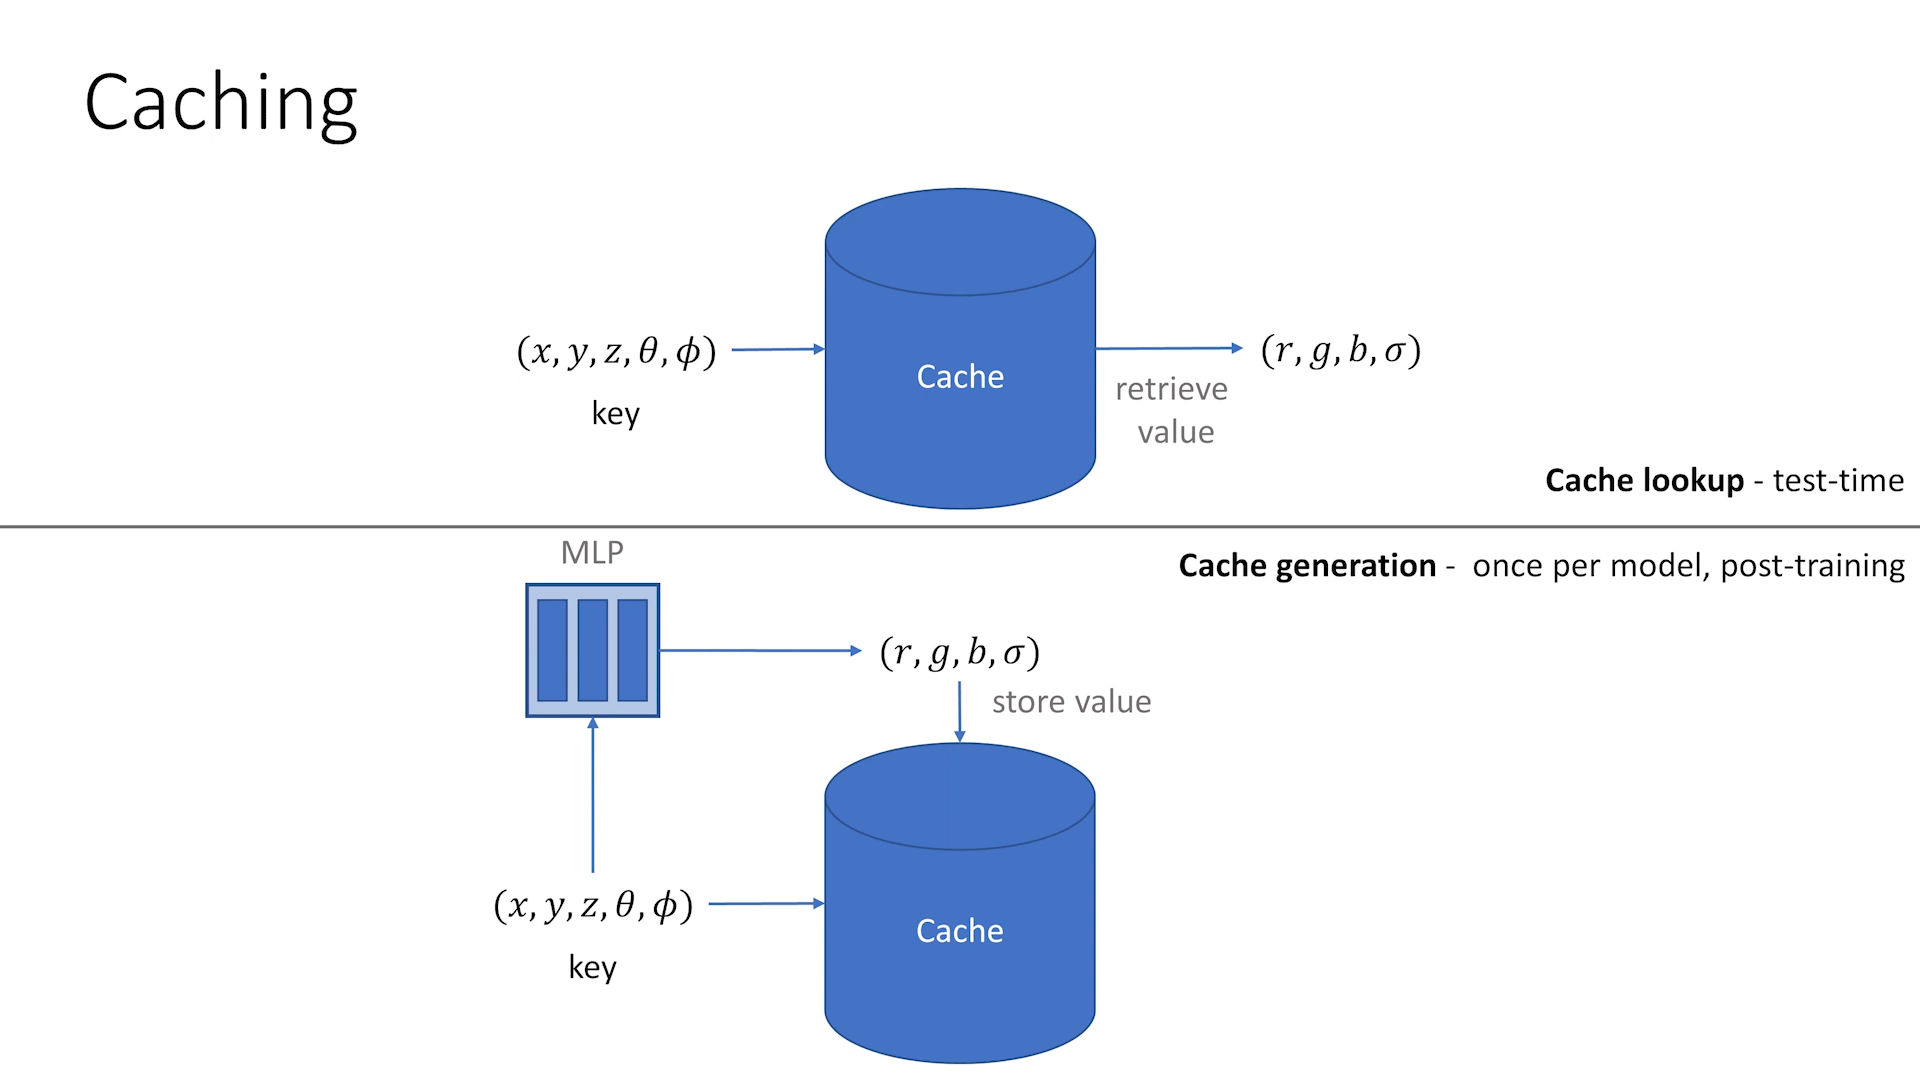 Caching
(x, y, z, θ, ϕ)
key
Cache
retrieve
value
(r, g, b, σ)
Cache lookup - test-time
Cache generation - once per model, post-training
MLP
(r, g, b, σ)
store value
(x, y, z, θ, ϕ)
key
Cache